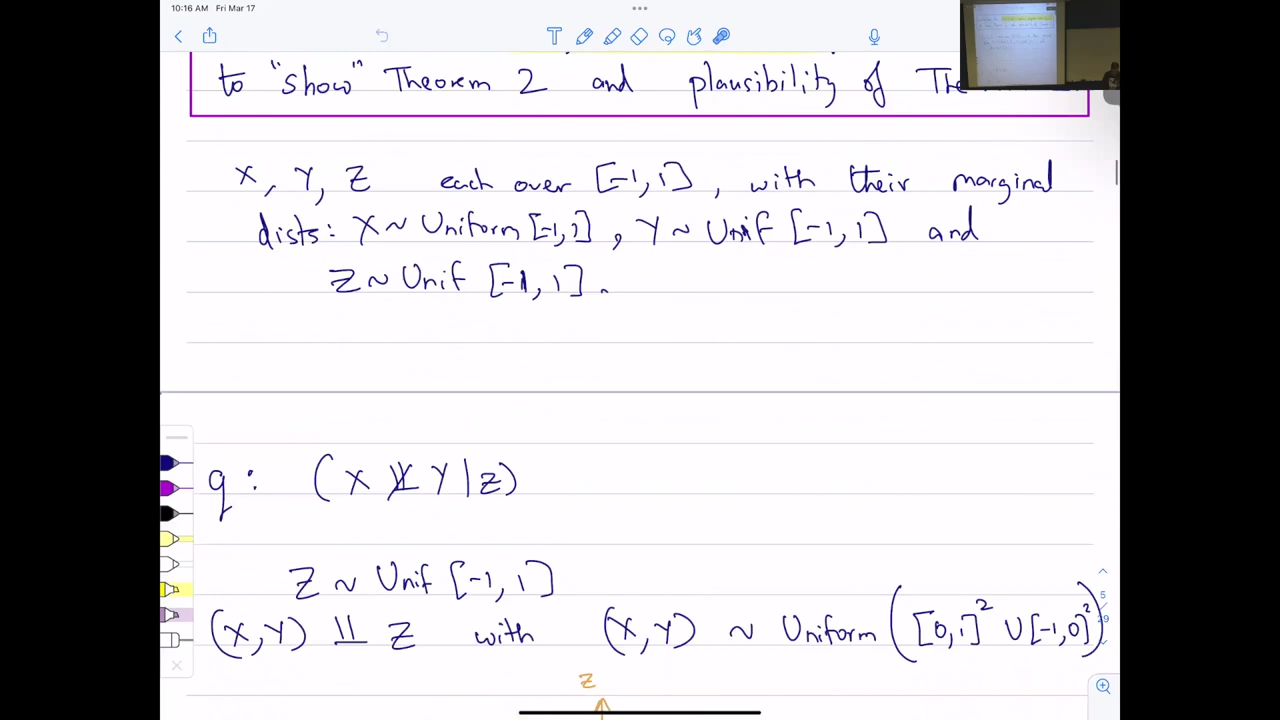 10:16 AM Fri Mar 17
to "show" Theorem 2 and plausibility of
X, Y, Z each over [-1, 1], with their marginal
dists: X ~ Uniform [-1, 1], Y ~ Unif [-1, 1] and
Z ~ Unif [-1, 1].
q: (X ⫫̸ Y | Z)
Z ~ Unif [-1, 1]
(X, Y) ⫫ Z with (X, Y) ~ Uniform ([0, 1]² ∪ [-1, 0]²)
5
Z